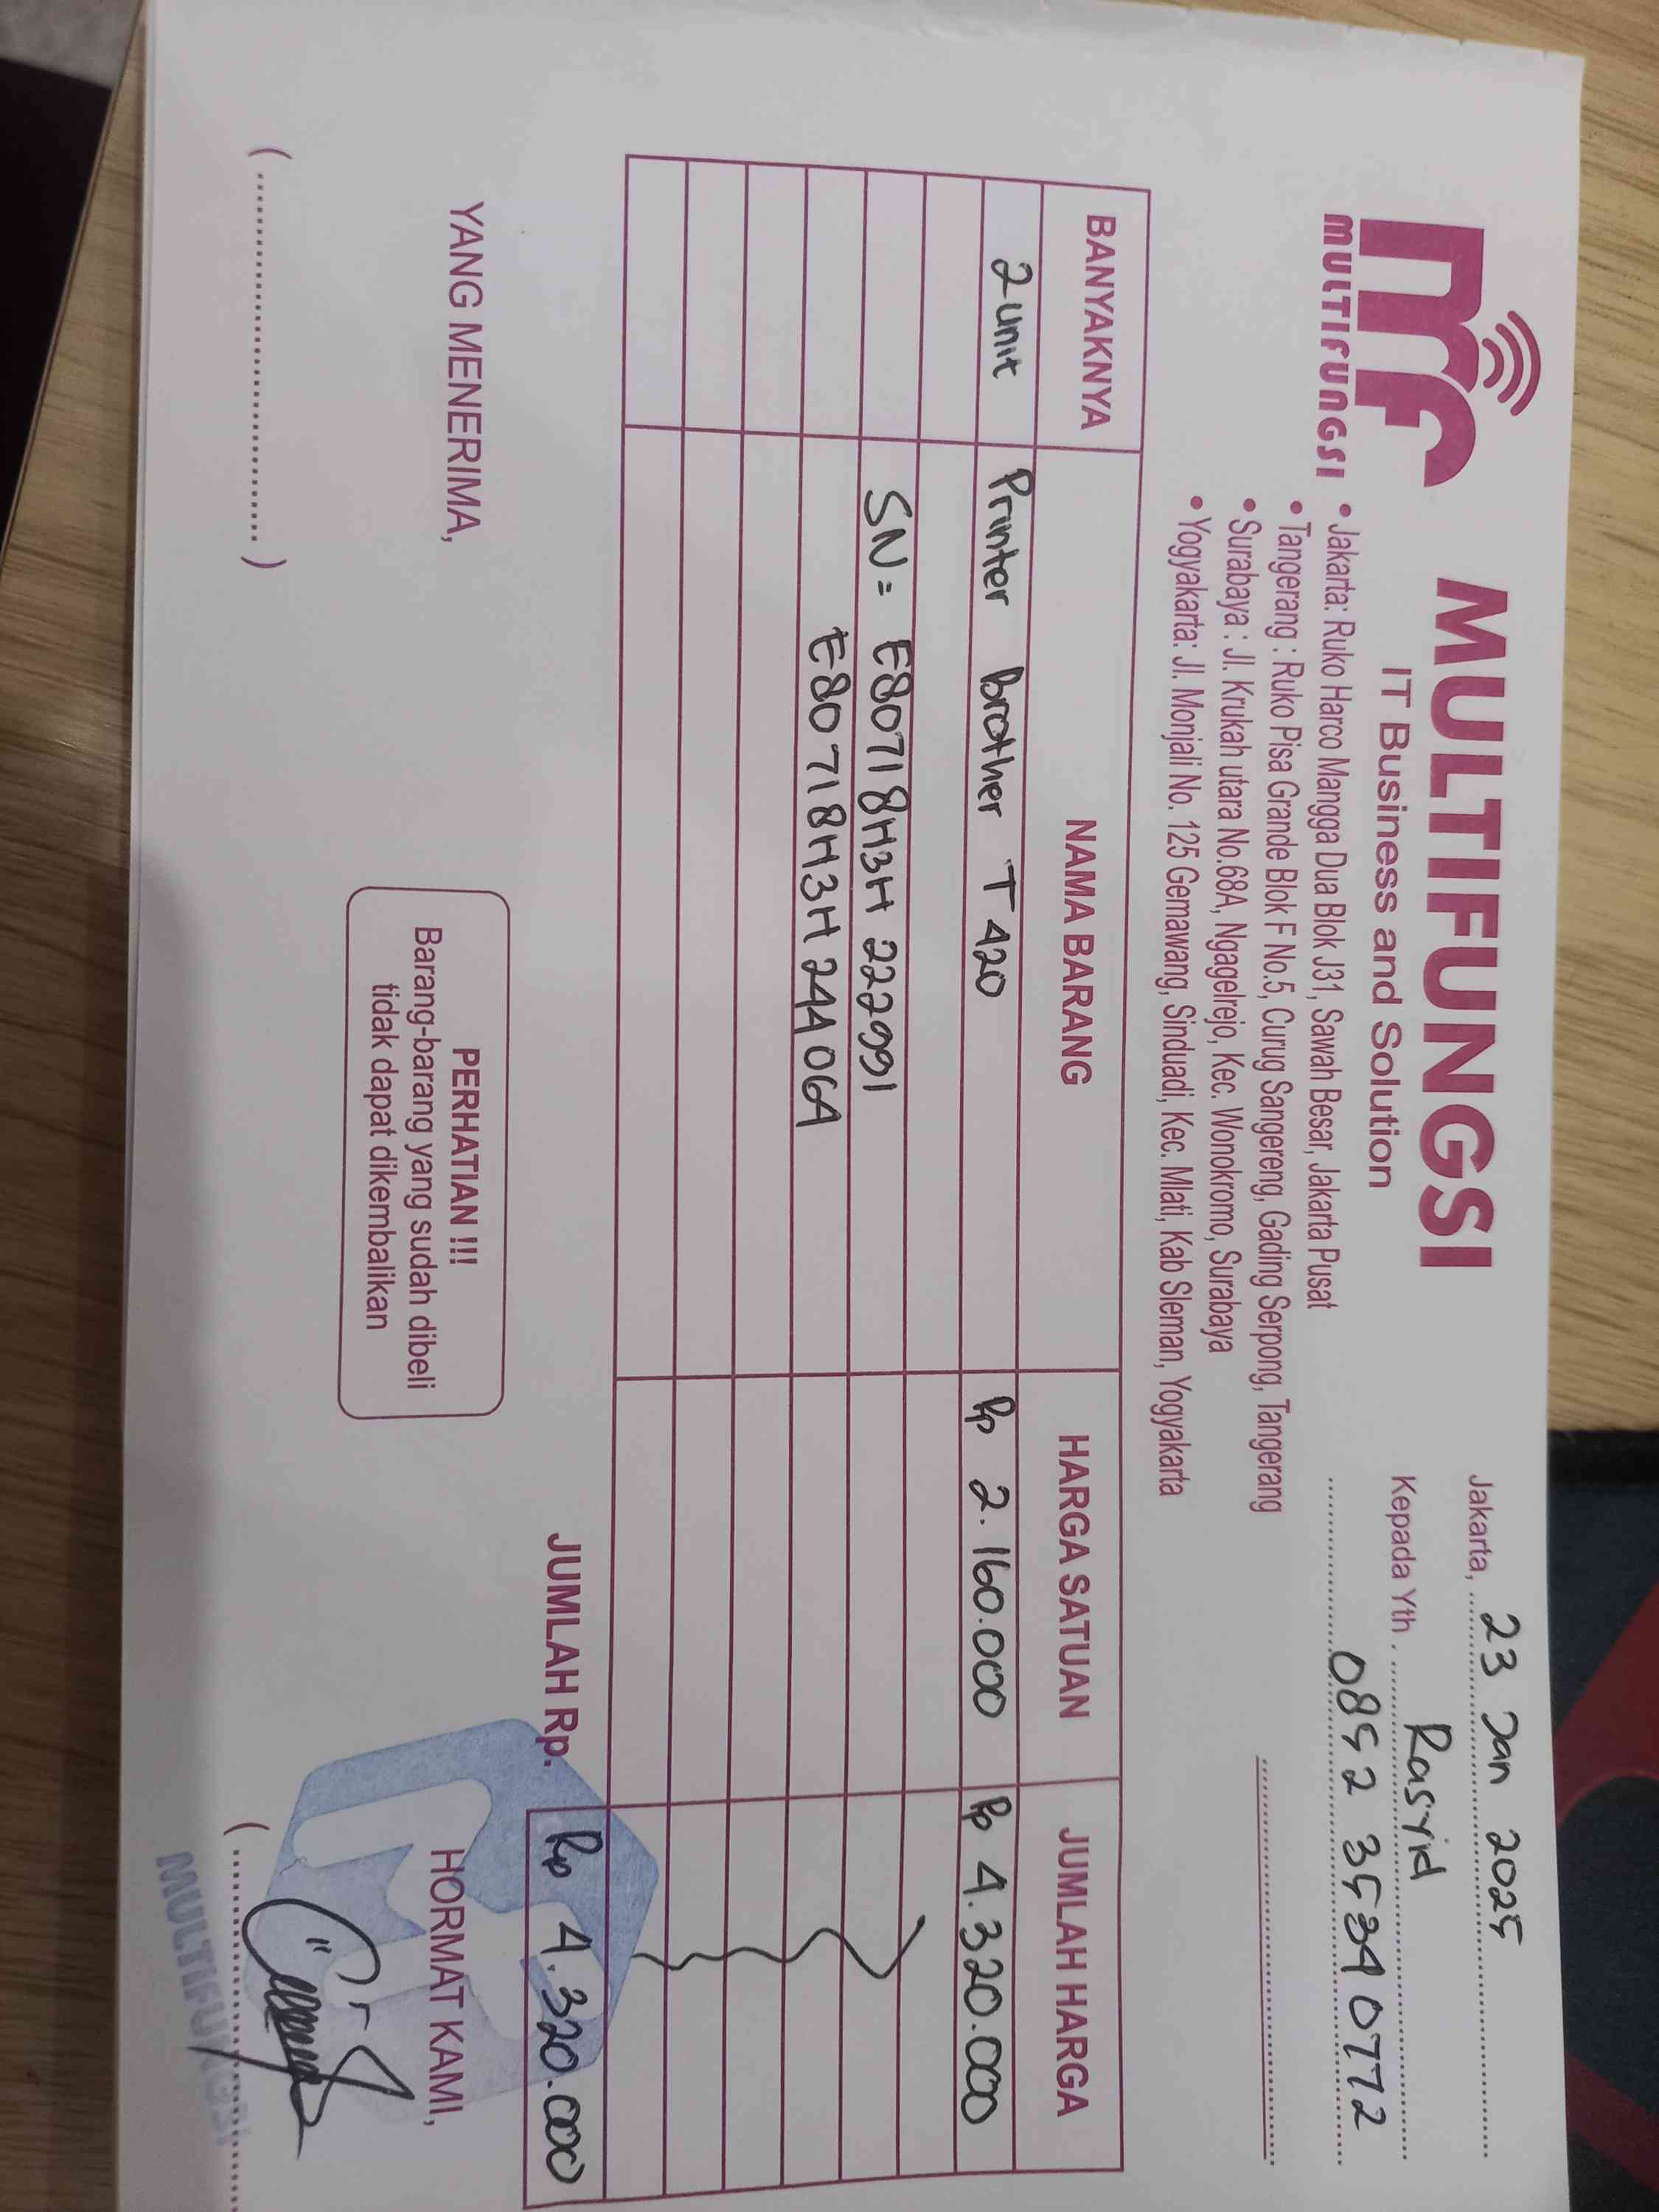 mf
MULTIFUNGSI
MULTIFUNGSI
IT Business and Solution
• Jakarta: Ruko Harco Mangga Dua Blok J31, Sawah Besar, Jakarta Pusat
• Tangerang : Ruko Pisa Grande Blok F No.5, Curug Sangereng, Gading Serpong, Tangerang
• Surabaya : Jl. Krukah utara No.68A, Ngagelrejo, Kec. Wonokromo, Surabaya
• Yogyakarta: Jl. Monjali No. 125 Gemawang, Sinduadi, Kec. Mlati, Kab Sleman, Yogyakarta
Jakarta, 23 Jan 2025
Kepada Yth. Rasyid
0852 3534 0772
BANYAKNYA NAMA BARANG HARGA SATUAN JUMLAH HARGA
2 unit Printer Brother T420 Rp 2.160.000 Rp 4.320.000
SN = E80718H3H222991
E80718H3H244064
JUMLAH Rp. Rp 4.320.000
YANG MENERIMA,
HORMAT KAMI,
PERHATIAN !!!
Barang-barang yang sudah dibeli
tidak dapat dikembalikan
MULTIFUNGSI